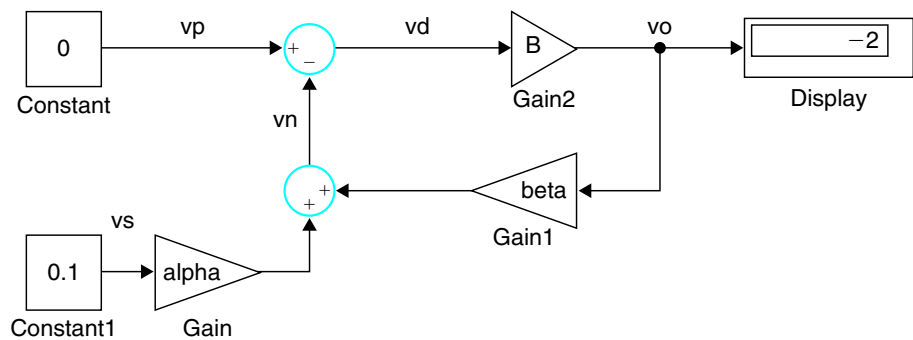 vp
vd
vo
0
+
−
B
−2
Constant
Gain2
Display
vn
+
+
beta
Gain1
vs
0.1
alpha
Constant1
Gain